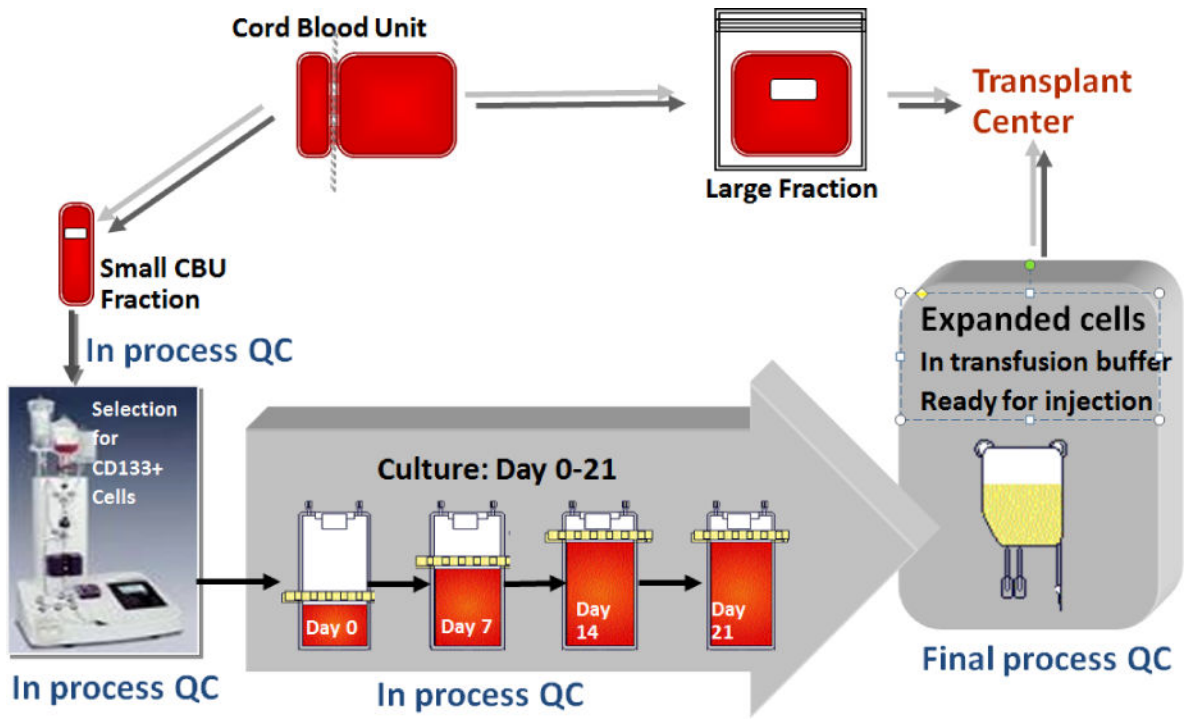 Cord Blood Unit
Large Fraction
Transplant
Center
Small CBU
Fraction
In process QC
Selection
for
CD133+
Cells
In process QC
Culture: Day 0-21
Day 0
Day 7
Day
14
Day
21
In process QC
Expanded cells
In transfusion buffer
Ready for injection
Final process QC